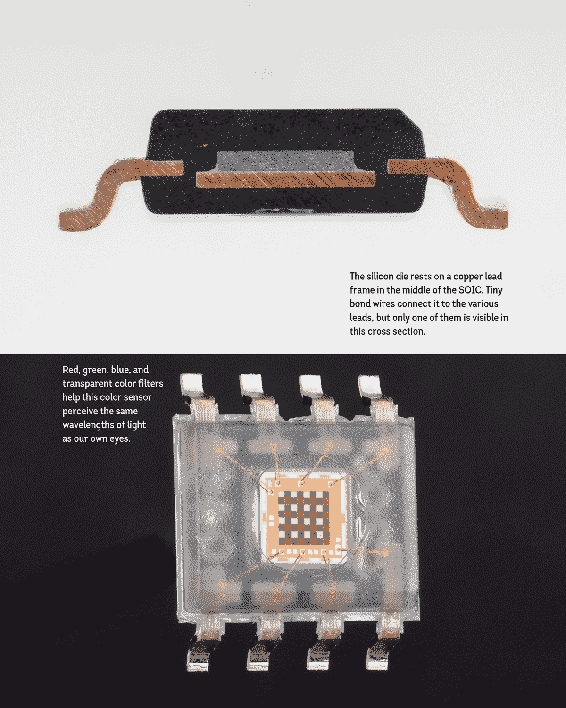 The silicon die rests on a copper lead
frame in the middle of the SOIC. Tiny
bond wires connect it to the various
leads, but only one of them is visible in
this cross section.
Red, green, blue, and
transparent color filters
help this color sensor
perceive the same
wavelengths of light
as our own eyes.